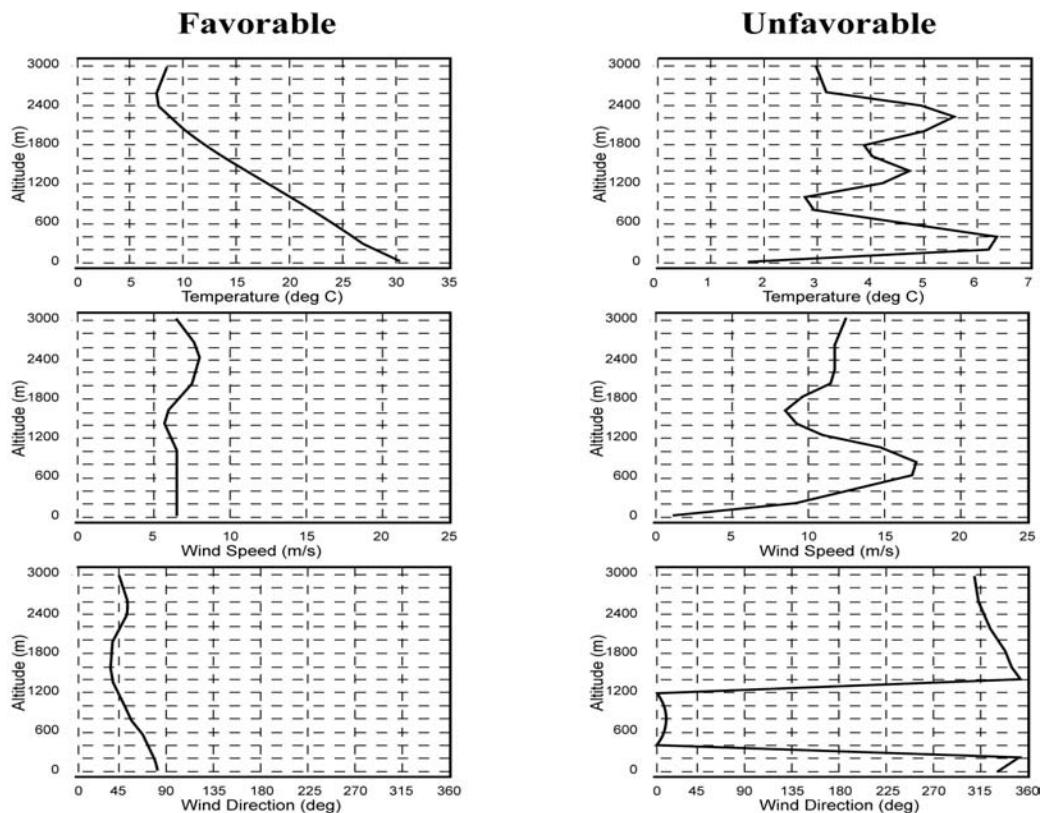 Favorable
3000
2400
1800
1200
600
0
Altitude (m)
0 5 10 15 20 25 30 35
Temperature (deg C)
3000
2400
1800
1200
600
0
Altitude (m)
0 5 10 15 20 25
Wind Speed (m/s)
3000
2400
1800
1200
600
0
Altitude (m)
0 45 90 135 180 225 270 315 360
Wind Direction (deg)
Unfavorable
3000
2400
1800
1200
600
0
Altitude (m)
0 1 2 3 4 5 6 7
Temperature (deg C)
3000
2400
1800
1200
600
0
Altitude (m)
0 5 10 15 20 25
Wind Speed (m/s)
3000
2400
1800
1200
600
0
Altitude (m)
0 45 90 135 180 225 270 315 360
Wind Direction (deg)